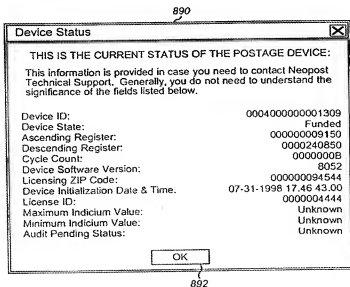 890
Device Status
THIS IS THE CURRENT STATUS OF THE POSTAGE DEVICE:
This information is provided in case you need to contact Neopost
Technical Support. Generally, you do not need to understand the
significance of the fields listed below.
Device ID: 0004000000001309
Device State: Funded
Ascending Register: 000000009150
Descending Register: 0000240850
Cycle Count: 0000000B
Device Software Version: 8052
Licensing ZIP Code: 000000094544
Device Initialization Date & Time. 07-31-1998 17.46 43.00
License ID: 0000004444
Maximum Indicium Value: Unknown
Minimum Indicium Value: Unknown
Audit Pending Status: Unknown
OK
892